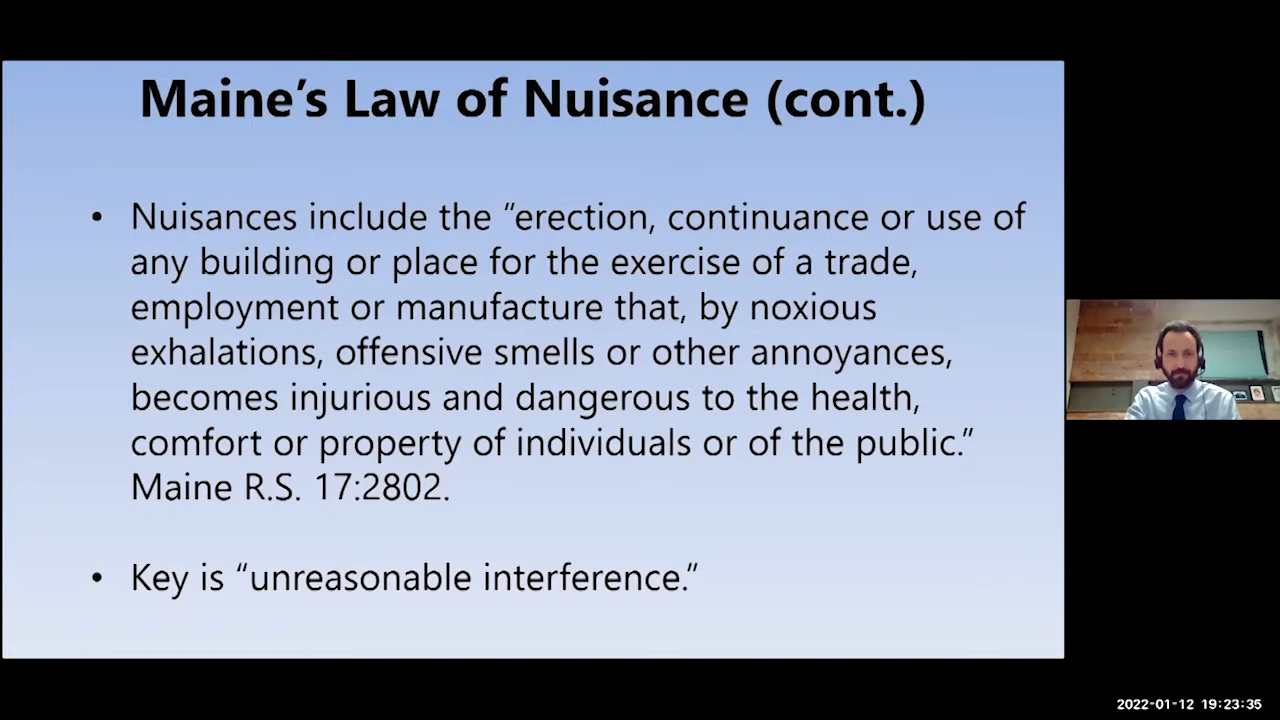 Maine’s Law of Nuisance (cont.)
• Nuisances include the “erection, continuance or use of
any building or place for the exercise of a trade,
employment or manufacture that, by noxious
exhalations, offensive smells or other annoyances,
becomes injurious and dangerous to the health,
comfort or property of individuals or of the public.”
Maine R.S. 17:2802.
• Key is “unreasonable interference.”
2022-01-12 19:23:35